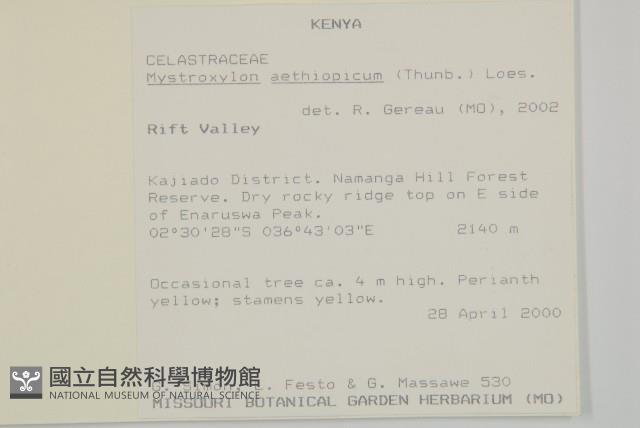 KENYA
CELASTRACEAE
Mystroxylon aethiopicum (Thunb.) Loes.
det. R. Gereau (MO), 2002
Rift Valley
Kajiado District. Namanga Hill Forest
Reserve. Dry rocky ridge top on E side
of Enaruswa Peak.
02°30'28"S 036°43'03"E 2140 m
Occasional tree ca. 4 m high. Perianth
yellow; stamens yellow.
28 April 2000
Festo & G. Massawe 530
MISSOURI BOTANICAL GARDEN HERBARIUM (MO)
國立自然科學博物館
NATIONAL MUSEUM OF NATURAL SCIENCE